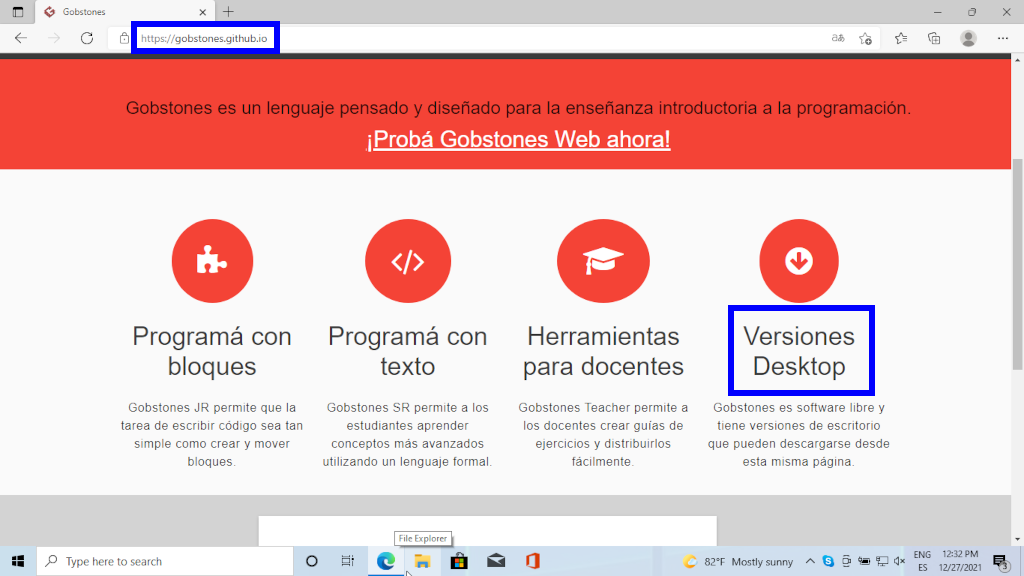 Gobstones
https://gobstones.github.io
Gobstones es un lenguaje pensado y diseñado para la enseñanza introductoria a la programación.
¡Probá Gobstones Web ahora!
Programá con
bloques
Gobstones JR permite que la
tarea de escribir código sea tan
simple como crear y mover
bloques.
Programá con
texto
Gobstones SR permite a los
estudiantes aprender
conceptos más avanzados
utilizando un lenguaje formal.
Herramientas
para docentes
Gobstones Teacher permite a
los docentes crear guías de
ejercicios y distribuirlos
fácilmente.
Versiones
Desktop
Gobstones es software libre y
tiene versiones de escritorio
que pueden descargarse desde
esta misma página.
File Explorer
Type here to search
82°F Mostly sunny
ENG
ES
12:32 PM
12/27/2021
3